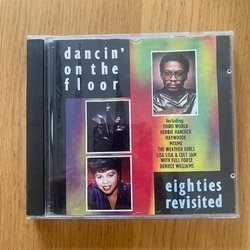 dancin'
on the
floor
Including:
THIRD WORLD
HERBIE HANCOCK
HAYWOODE
MTUME
THE WEATHER GIRLS
LISA LISA & CULT JAM
WITH FULL FORCE
DENIECE WILLIAMS
eighties
revisited